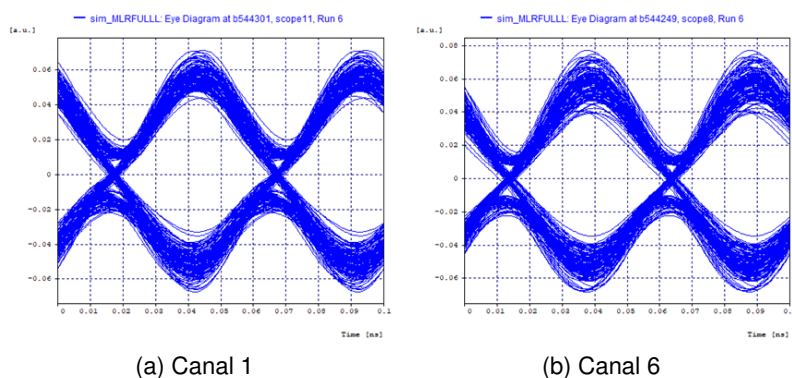 sim_MLRFULLL: Eye Diagram at b544301, scope11, Run 6
[a.u.]
0.06
0.04
0.02
0
-0.02
-0.04
-0.06
0 0.01 0.02 0.03 0.04 0.05 0.06 0.07 0.08 0.09 0.1
Time [ns]
(a) Canal 1
sim_MLRFULLL: Eye Diagram at b544249, scope8, Run 6
[a.u.]
0.08
0.06
0.04
0.02
0
-0.02
-0.04
-0.06
0 0.01 0.02 0.03 0.04 0.05 0.06 0.07 0.08 0.09 0.1
Time [ns]
(b) Canal 6